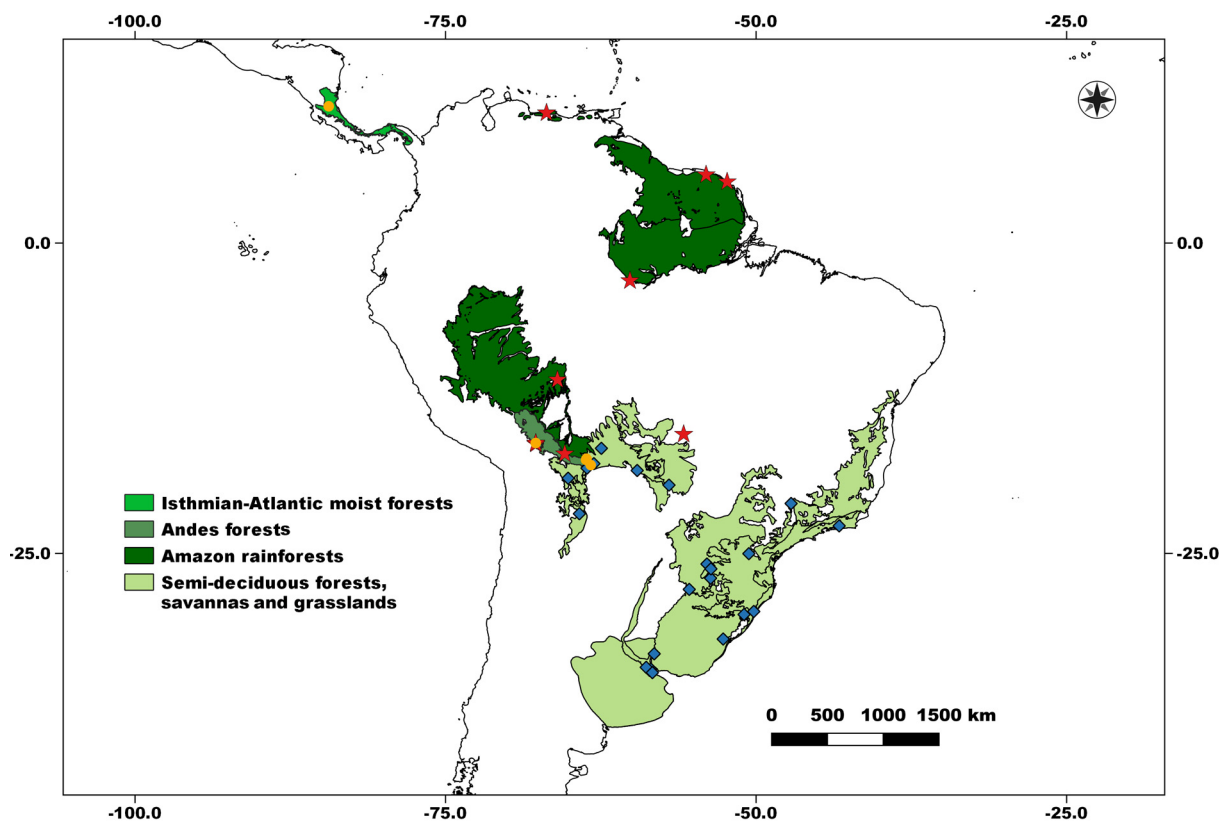 -100.0 -75.0 -50.0 -25.0
0.0 0.0
Isthmian-Atlantic moist forests
Andes forests
Amazon rainforests
-25.0 -25.0
Semi-deciduous forests,
savannas and grasslands
0 500 1000 1500 km
-100.0 -75.0 -50.0 -25.0